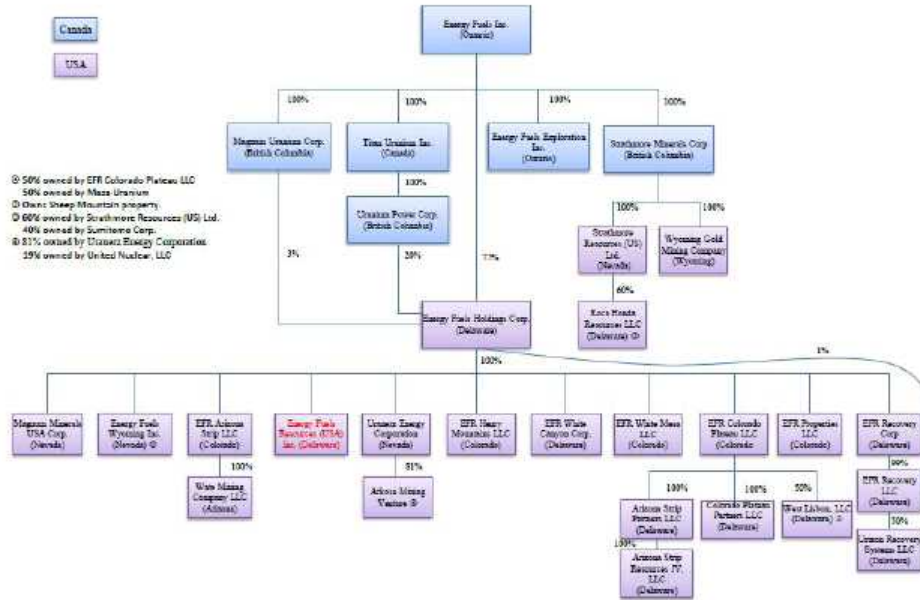 Energy Fuels Inc.
(Ontario)
Canada
USA
100%
100%
100%
100%
Magnum Uranium Corp.
(British Columbia)
Titan Uranium Inc.
(Canada)
Energy Fuels Exploration
Inc.
(Ontario)
Strathmore Minerals Corp.
(British Columbia)
① 50% owned by EFR Colorado Plateau LLC
50% owned by Mesa Uranium
② Owns Sheep Mountain property
③ 60% owned by Strathmore Resources (US) Ltd.
40% owned by Sumitomo Corp.
④ 81% owned by Uranerz Energy Corporation
19% owned by United Nuclear, LLC
100%
Uranium Power Corp.
(British Columbia)
100%
100%
Strathmore
Resources (US)
Ltd.
(Nevada)
Wyoming Gold
Mining Company
(Wyoming)
3%
20%
77%
60%
Energy Fuels Holdings Corp.
(Delaware)
Roca Honda
Resources LLC
(Delaware) ③
100%
1%
Magnum Minerals
USA Corp.
(Nevada)
Energy Fuels
Wyoming Inc.
(Nevada) ②
EFR Arizona
Strip LLC
(Colorado)
Energy Fuels
Resources (USA)
Inc. (Delaware)
Uranerz Energy
Corporation
(Nevada)
EFR Henry
Mountains LLC
(Colorado)
EFR White
Canyon Corp.
(Delaware)
EFR White Mesa
LLC
(Colorado)
EFR Colorado
Plateau LLC
(Colorado
EFR Properties
LLC
(Colorado)
EFR Recovery
Corp.
(Delaware)
100%
Wate Mining
Company LLC
(Arizona)
81%
Arkose Mining
Venture ④
100%
Arizona Strip
Partners LLC
(Delaware)
100%
Colorado Plateau
Partners LLC
(Delaware)
50%
West Lisbon, LLC
(Delaware) ①
99%
EFR Recovery
LLC
(Delaware)
100%
Arizona Strip
Resources JV,
LLC
(Delaware)
50%
Recovery
Systems LLC
(Delaware)